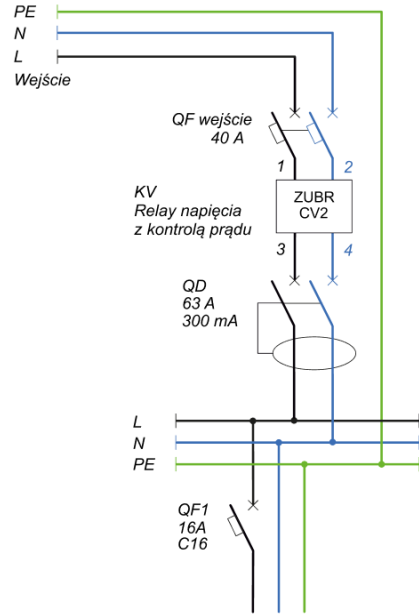 PE
N
L
Wejście
QF wejście
40 A
1
2
KV
Relay napięcia
z kontrolą prądu
ZUBR
CV2
3
4
QD
63 A
300 mA
L
N
PE
QF1
16A
C16